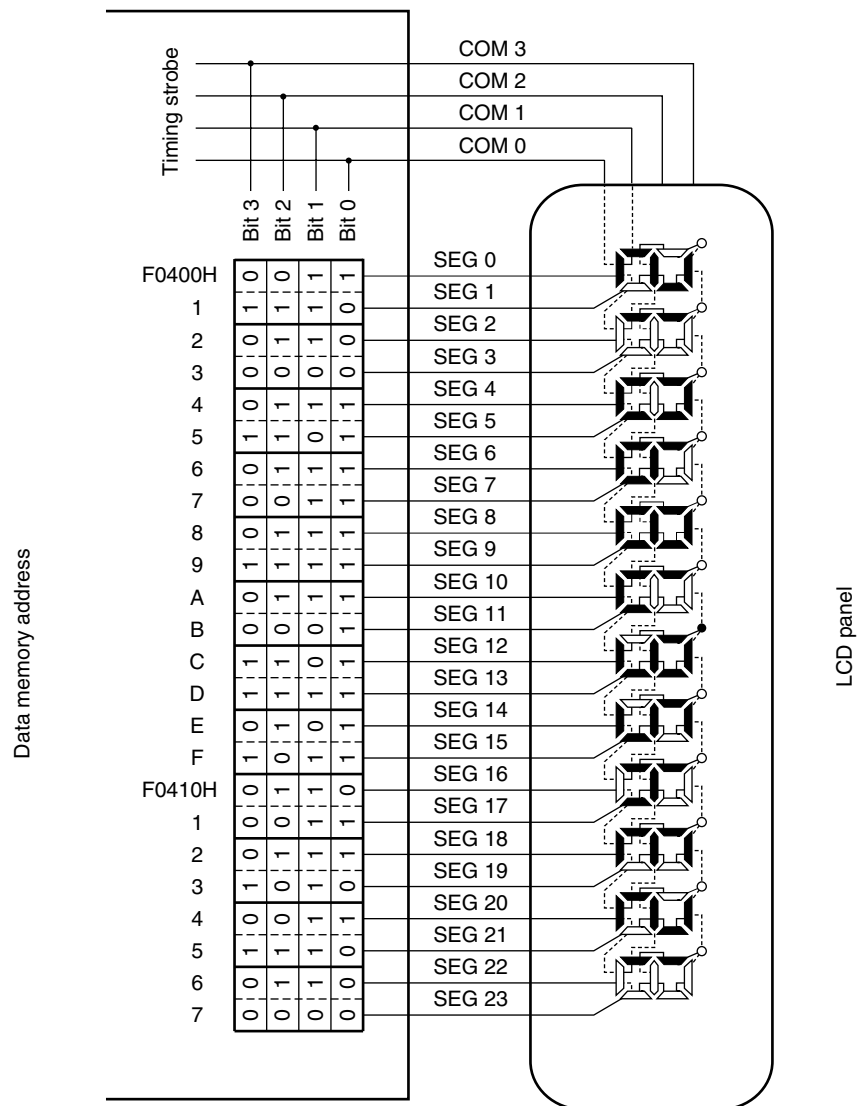 COM 3
COM 2
COM 1
COM 0
Timing strobe
Bit 3
Bit 2
Bit 1
Bit 0
F0400H 0 0 1 1 SEG 0
1 1 1 1 0 SEG 1
2 0 1 1 0 SEG 2
3 0 0 0 0 SEG 3
4 0 1 1 1 SEG 4
5 1 1 0 1 SEG 5
6 0 1 1 1 SEG 6
7 0 0 1 1 SEG 7
8 0 1 1 1 SEG 8
9 1 1 1 1 SEG 9
A 0 1 1 1 SEG 10
B 0 0 0 1 SEG 11
C 1 1 0 1 SEG 12
D 1 1 1 1 SEG 13
E 0 1 0 1 SEG 14
F 1 0 1 1 SEG 15
F0410H 0 1 1 0 SEG 16
1 0 0 1 1 SEG 17
2 0 1 1 1 SEG 18
3 1 0 1 0 SEG 19
4 0 0 1 1 SEG 20
5 1 1 1 0 SEG 21
6 0 1 1 0 SEG 22
7 0 0 0 0 SEG 23
Data memory address
LCD panel